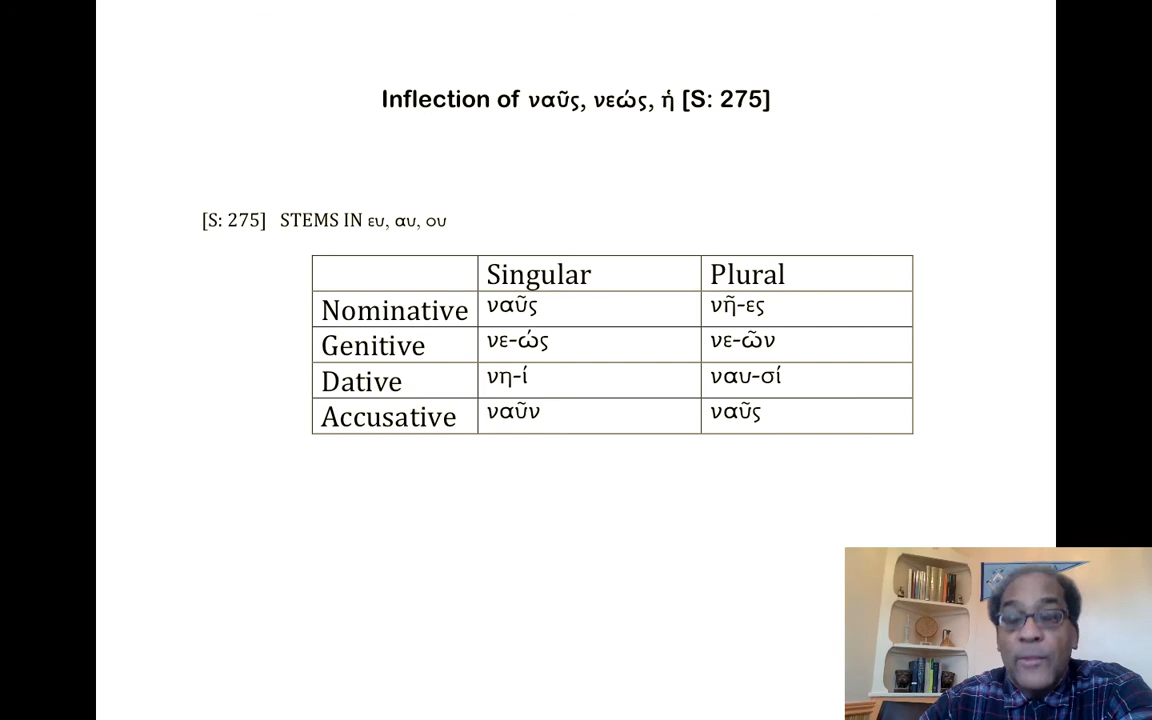 Inflection of ναῦς, νεώς, ἡ [S: 275]
[S: 275] STEMS IN ευ, αυ, ου
Singular Plural
Nominative ναῦς νῆ-ες
Genitive νε-ώς νε-ῶν
Dative νη-ί ναυ-σί
Accusative ναῦν ναῦς